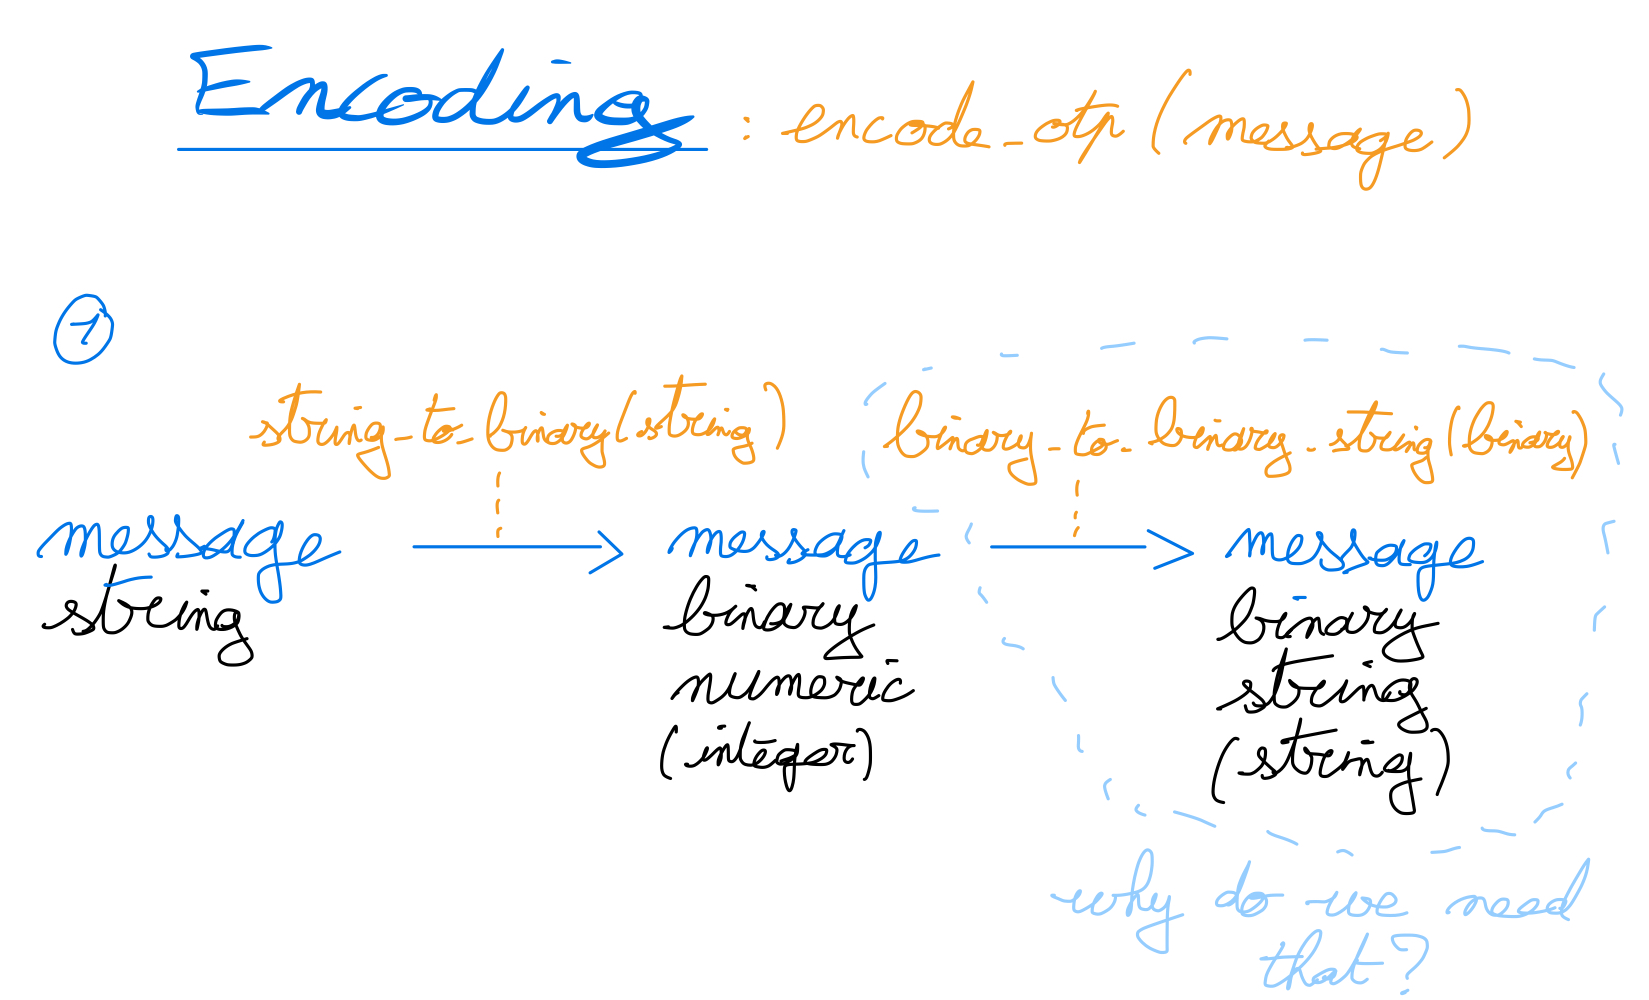 Encoding : encode_otp (message)
1
string_to_binary(string) binary_to_binary_string(binary)
message message message
string binary binary
numeric string
(integer) (string)
why do we need
that?